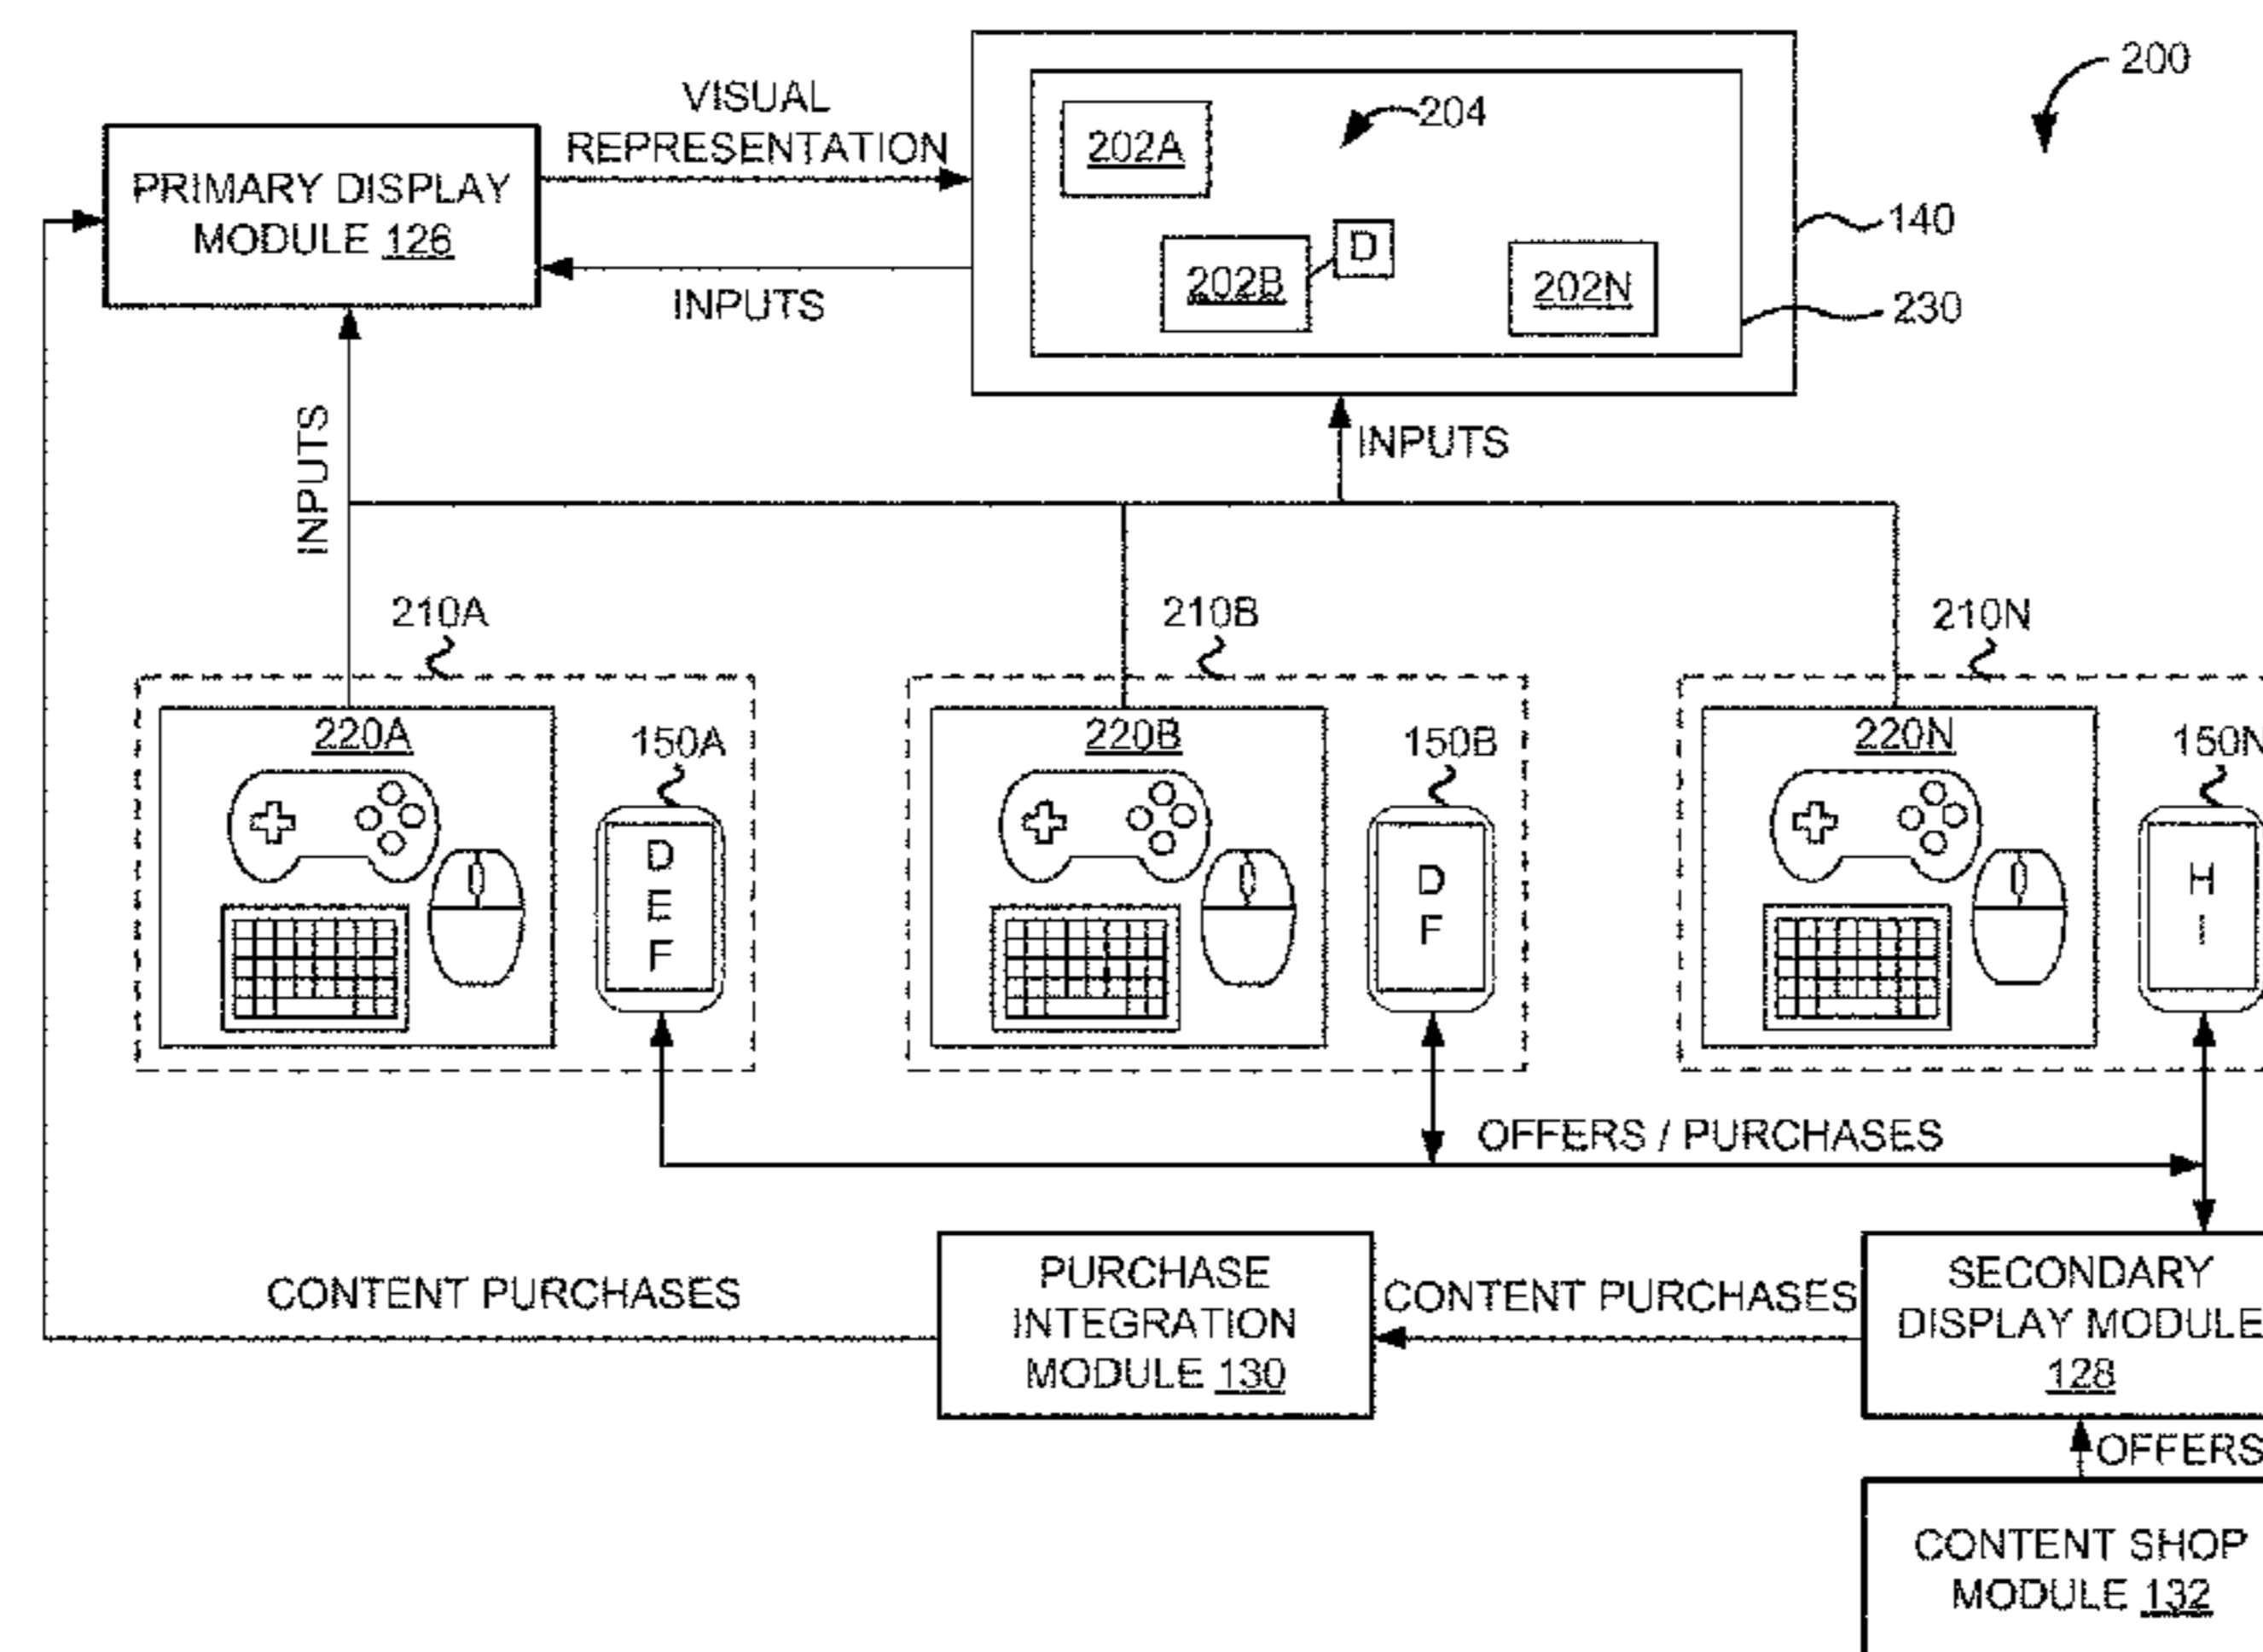 200
VISUAL
REPRESENTATION
PRIMARY DISPLAY
MODULE 126
INPUTS
202A
204
202B
D
202N
140
230
INPUTS
INPUTS
210A
210B
210N
220A
150A
D
E
F
220B
150B
D
F
220N
150N
H
I
OFFERS / PURCHASES
CONTENT PURCHASES
PURCHASE
INTEGRATION
MODULE 130
CONTENT PURCHASES
SECONDARY
DISPLAY MODULE
128
OFFERS
CONTENT SHOP
MODULE 132